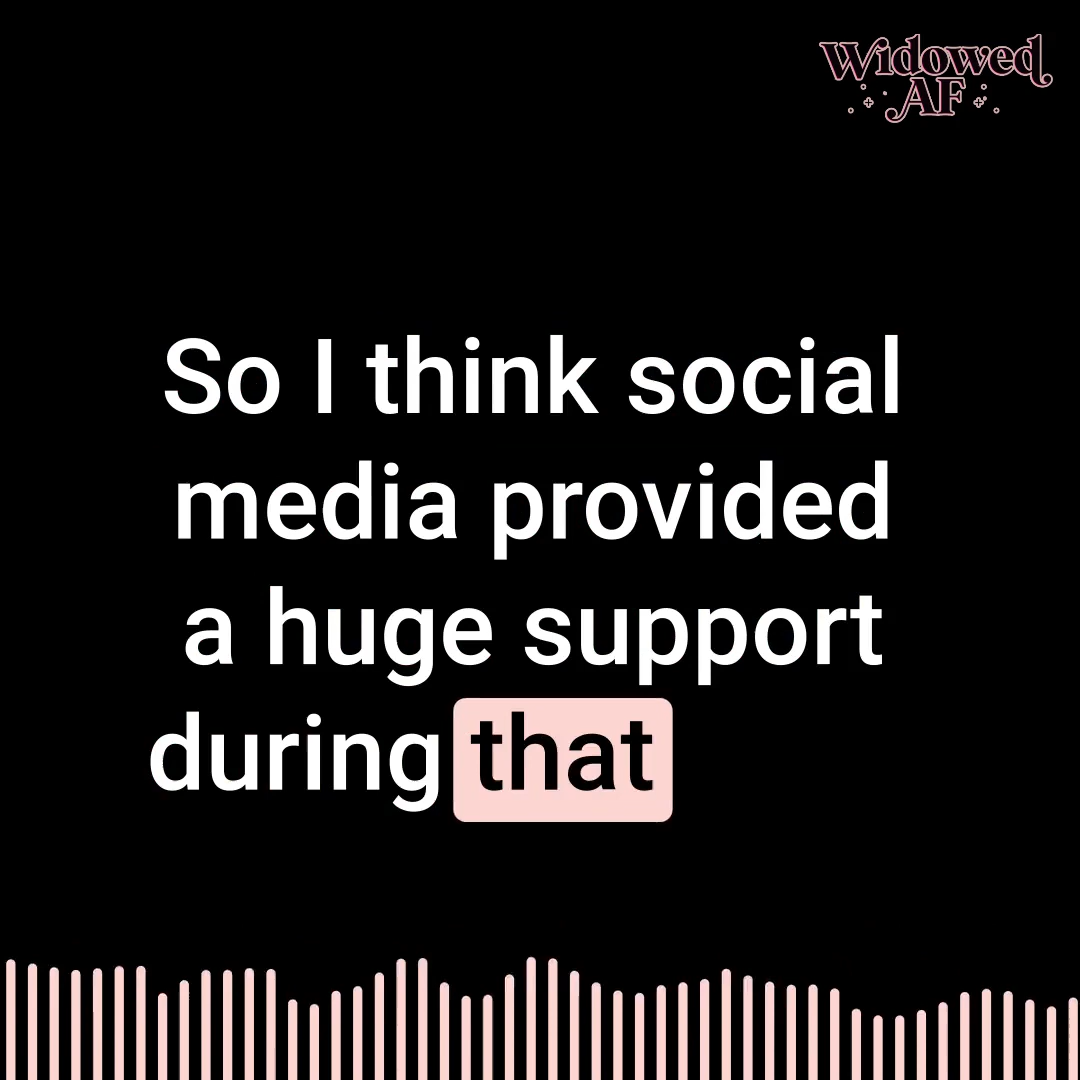 Widowed
AF
So I think social
media provided
a huge support
during that